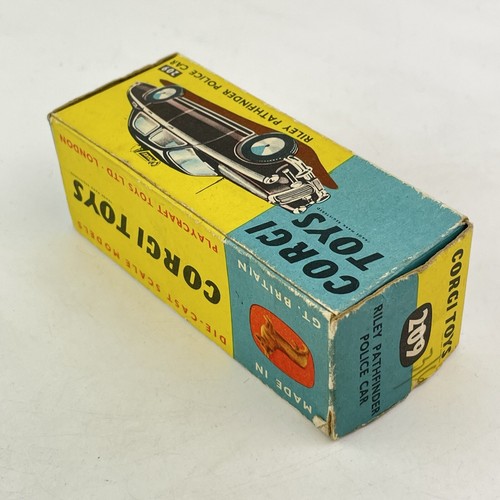 RILEY PATHFINDER POLICE CAR
209
CORGI
TOYS
DIE-CAST SCALE MODELS
CORGI TOYS
PLAYCRAFT TOYS LTD. LONDON
MADE IN
GT. BRITAIN
CORGI TOYS
209
RILEY PATHFINDER
POLICE CAR